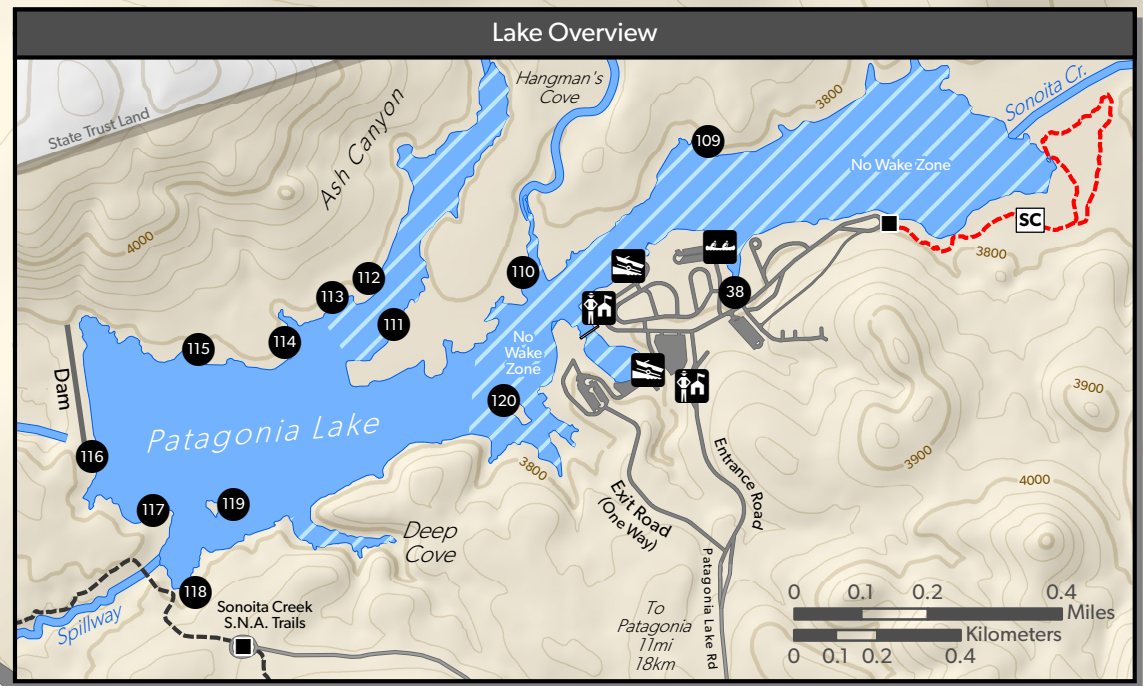 Lake Overview
Hangman's
Cove
3800
Sonoita Cr.
State Trust Land
Ash Canyon
109
No Wake Zone
SC
4000
3800
112
110
113
38
111
114
115
No
Wake
Zone
Dam
120
3900
Patagonia Lake
116
3800
3900
Entrance Road
4000
Exit Road
(One Way)
117
119
Deep
Cove
Patagonia Lake Rd
118
Sonoita Creek
S.N.A. Trails
Spillway
To
Patagonia
11mi
18km
0 0.1 0.2 0.4
Miles
Kilometers
0 0.1 0.2 0.4